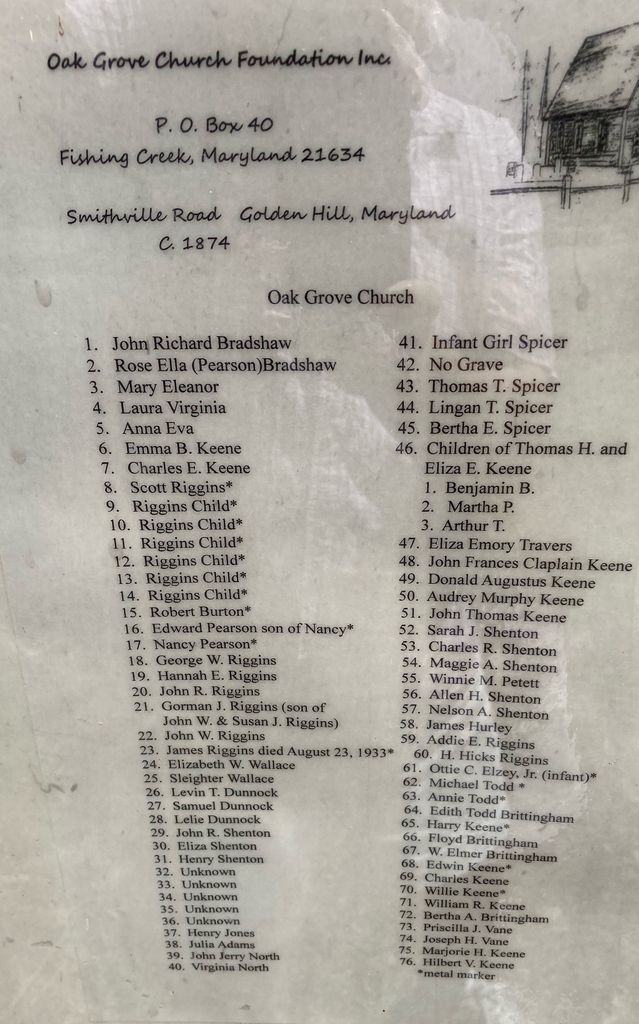 Oak Grove Church Foundation Inc.
P. O. Box 40
Fishing Creek, Maryland 21634
Smithville Road Golden Hill, Maryland
C. 1874
Oak Grove Church
1. John Richard Bradshaw
2. Rose Ella (Pearson)Bradshaw
3. Mary Eleanor
4. Laura Virginia
5. Anna Eva
6. Emma B. Keene
7. Charles E. Keene
8. Scott Riggins*
9. Riggins Child*
10. Riggins Child*
11. Riggins Child*
12. Riggins Child*
13. Riggins Child*
14. Riggins Child*
15. Robert Burton*
16. Edward Pearson son of Nancy*
17. Nancy Pearson*
18. George W. Riggins
19. Hannah E. Riggins
20. John R. Riggins
21. Gorman J. Riggins (son of
John W. & Susan J. Riggins)
22. John W. Riggins
23. James Riggins died August 23, 1933*
24. Elizabeth W. Wallace
25. Sleighter Wallace
26. Levin T. Dunnock
27. Samuel Dunnock
28. Lelie Dunnock
29. John R. Shenton
30. Eliza Shenton
31. Henry Shenton
32. Unknown
33. Unknown
34. Unknown
35. Unknown
36. Unknown
37. Henry Jones
38. Julia Adams
39. John Jerry North
40. Virginia North
41. Infant Girl Spicer
42. No Grave
43. Thomas T. Spicer
44. Lingan T. Spicer
45. Bertha E. Spicer
46. Children of Thomas H. and
Eliza E. Keene
1. Benjamin B.
2. Martha P.
3. Arthur T.
47. Eliza Emory Travers
48. John Frances Claplain Keene
49. Donald Augustus Keene
50. Audrey Murphy Keene
51. John Thomas Keene
52. Sarah J. Shenton
53. Charles R. Shenton
54. Maggie A. Shenton
55. Winnie M. Petett
56. Allen H. Shenton
57. Nelson A. Shenton
58. James Hurley
59. Addie E. Riggins
60. H. Hicks Riggins
61. Ottie C. Elzey, Jr. (infant)*
62. Michael Todd *
63. Annie Todd*
64. Edith Todd Brittingham
65. Harry Keene*
66. Floyd Brittingham
67. W. Elmer Brittingham
68. Edwin Keene*
69. Charles Keene
70. Willie Keene*
71. William R. Keene
72. Bertha A. Brittingham
73. Priscilla J. Vane
74. Joseph H. Vane
75. Marjorie H. Keene
76. Hilbert V. Keene
*metal marker